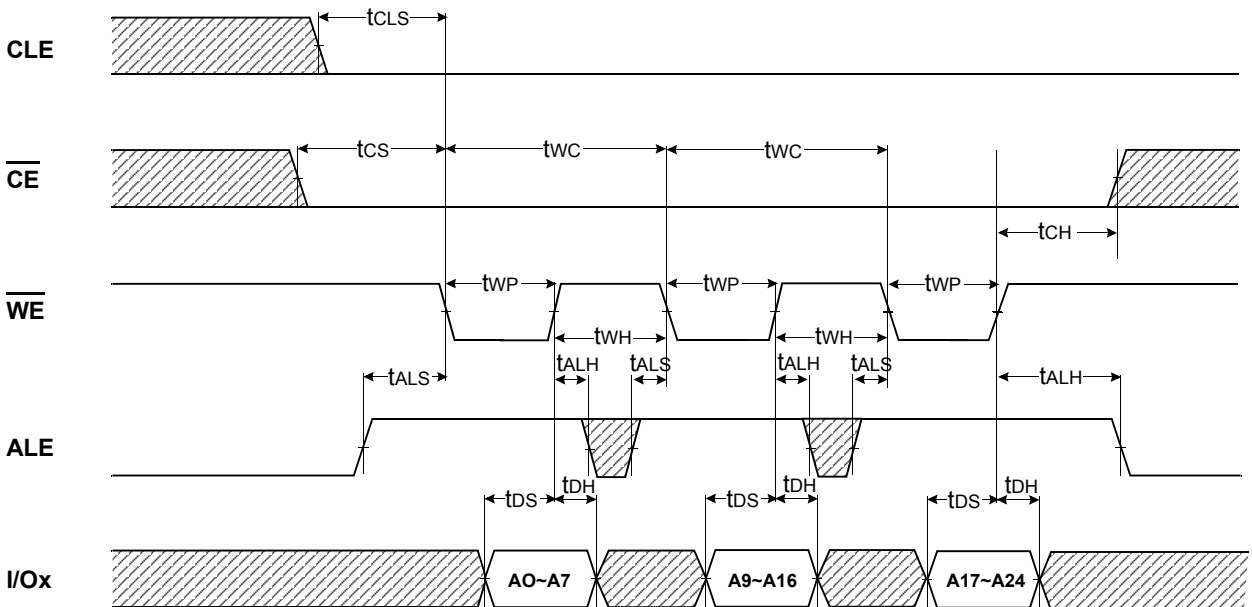 CLE
tCLS
CE
tCS
tWC
tWC
tCH
WE
tWP
tWP
tWP
tWH
tWH
tALS
tALH
tALS
tALH
tALS
tALH
ALE
tDS
tDH
tDS
tDH
tDS
tDH
I/Ox
AO~A7
A9~A16
A17~A24